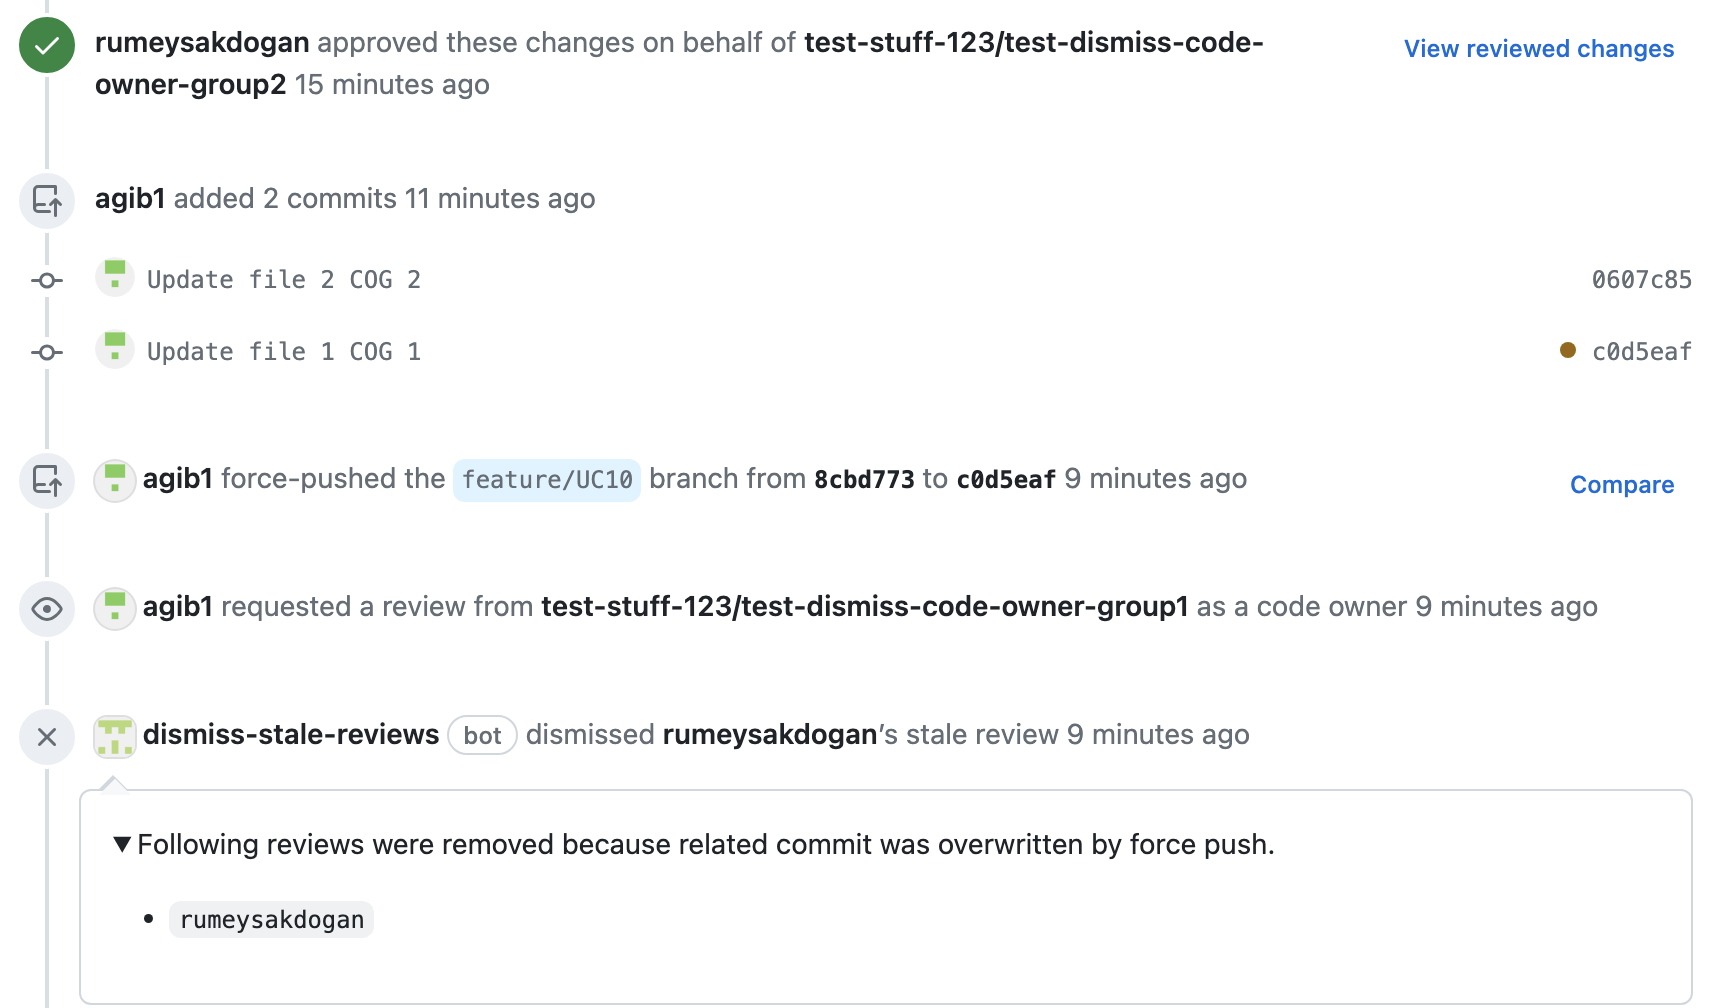 rumeysakdogan approved these changes on behalf of test-stuff-123/test-dismiss-code-
owner-group2 15 minutes ago
View reviewed changes
agib1 added 2 commits 11 minutes ago
Update file 2 COG 2 0607c85
Update file 1 COG 1 c0d5eaf
agib1 force-pushed the feature/UC10 branch from 8cbd773 to c0d5eaf 9 minutes ago Compare
agib1 requested a review from test-stuff-123/test-dismiss-code-owner-group1 as a code owner 9 minutes ago
dismiss-stale-reviews bot dismissed rumeysakdogan’s stale review 9 minutes ago
▼ Following reviews were removed because related commit was overwritten by force push.
• rumeysakdogan